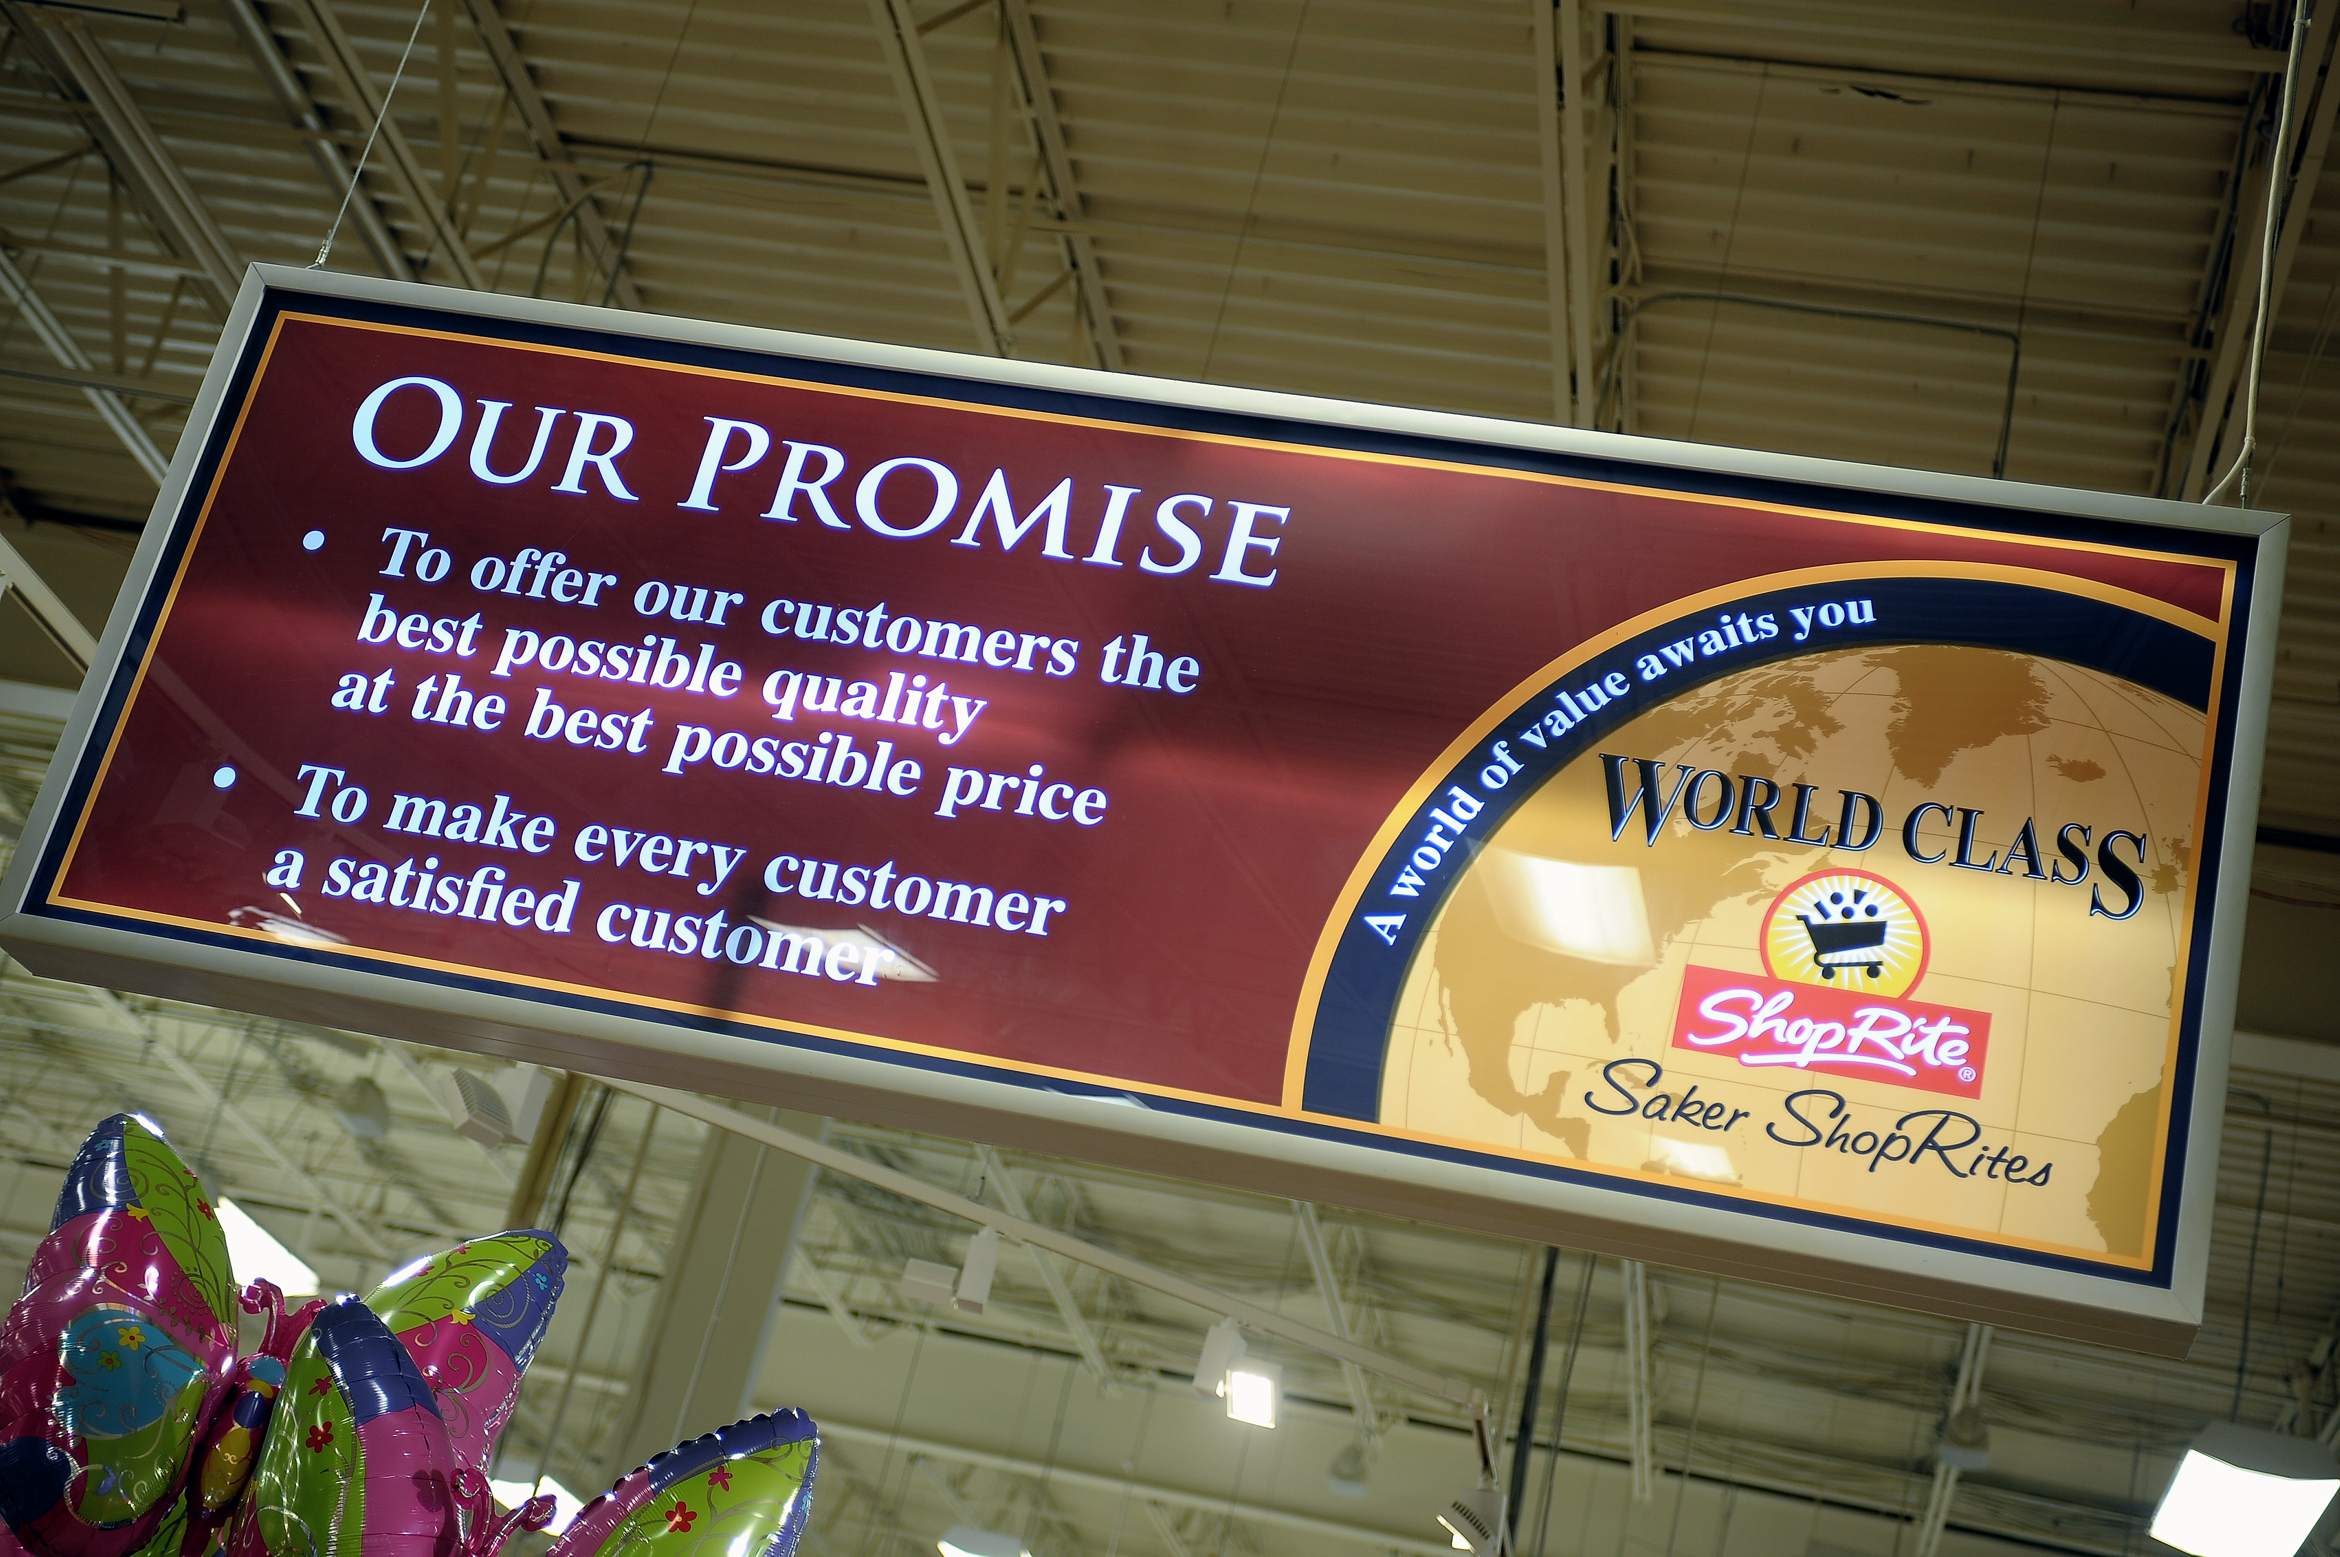 OUR PROMISE
• To offer our customers the
best possible quality
at the best possible price
• To make every customer
a satisfied customer
A world of value awaits you
WORLD CLASS
ShopRite®
Saker ShopRites